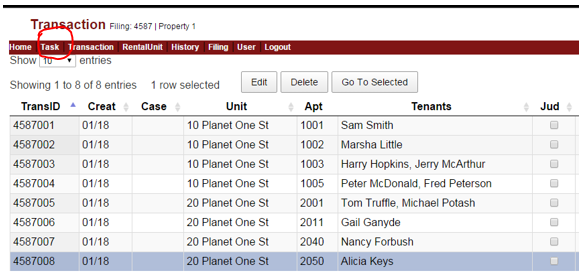 Transaction Filing: 4587 | Property 1
Home Task Transaction RentalUnit History Filing User Logout
Show 10 entries
Showing 1 to 8 of 8 entries 1 row selected Edit Delete Go To Selected
TransID Creat Case Unit Apt Tenants Jud
4587001 01/18 10 Planet One St 1001 Sam Smith
4587002 01/18 10 Planet One St 1002 Marsha Little
4587003 01/18 10 Planet One St 1003 Harry Hopkins, Jerry McArthur
4587004 01/18 10 Planet One St 1005 Peter McDonald, Fred Peterson
4587005 01/18 20 Planet One St 2001 Tom Truffle, Michael Potash
4587006 01/18 20 Planet One St 2011 Gail Ganyde
4587007 01/18 20 Planet One St 2040 Nancy Forbush
4587008 01/18 20 Planet One St 2050 Alicia Keys